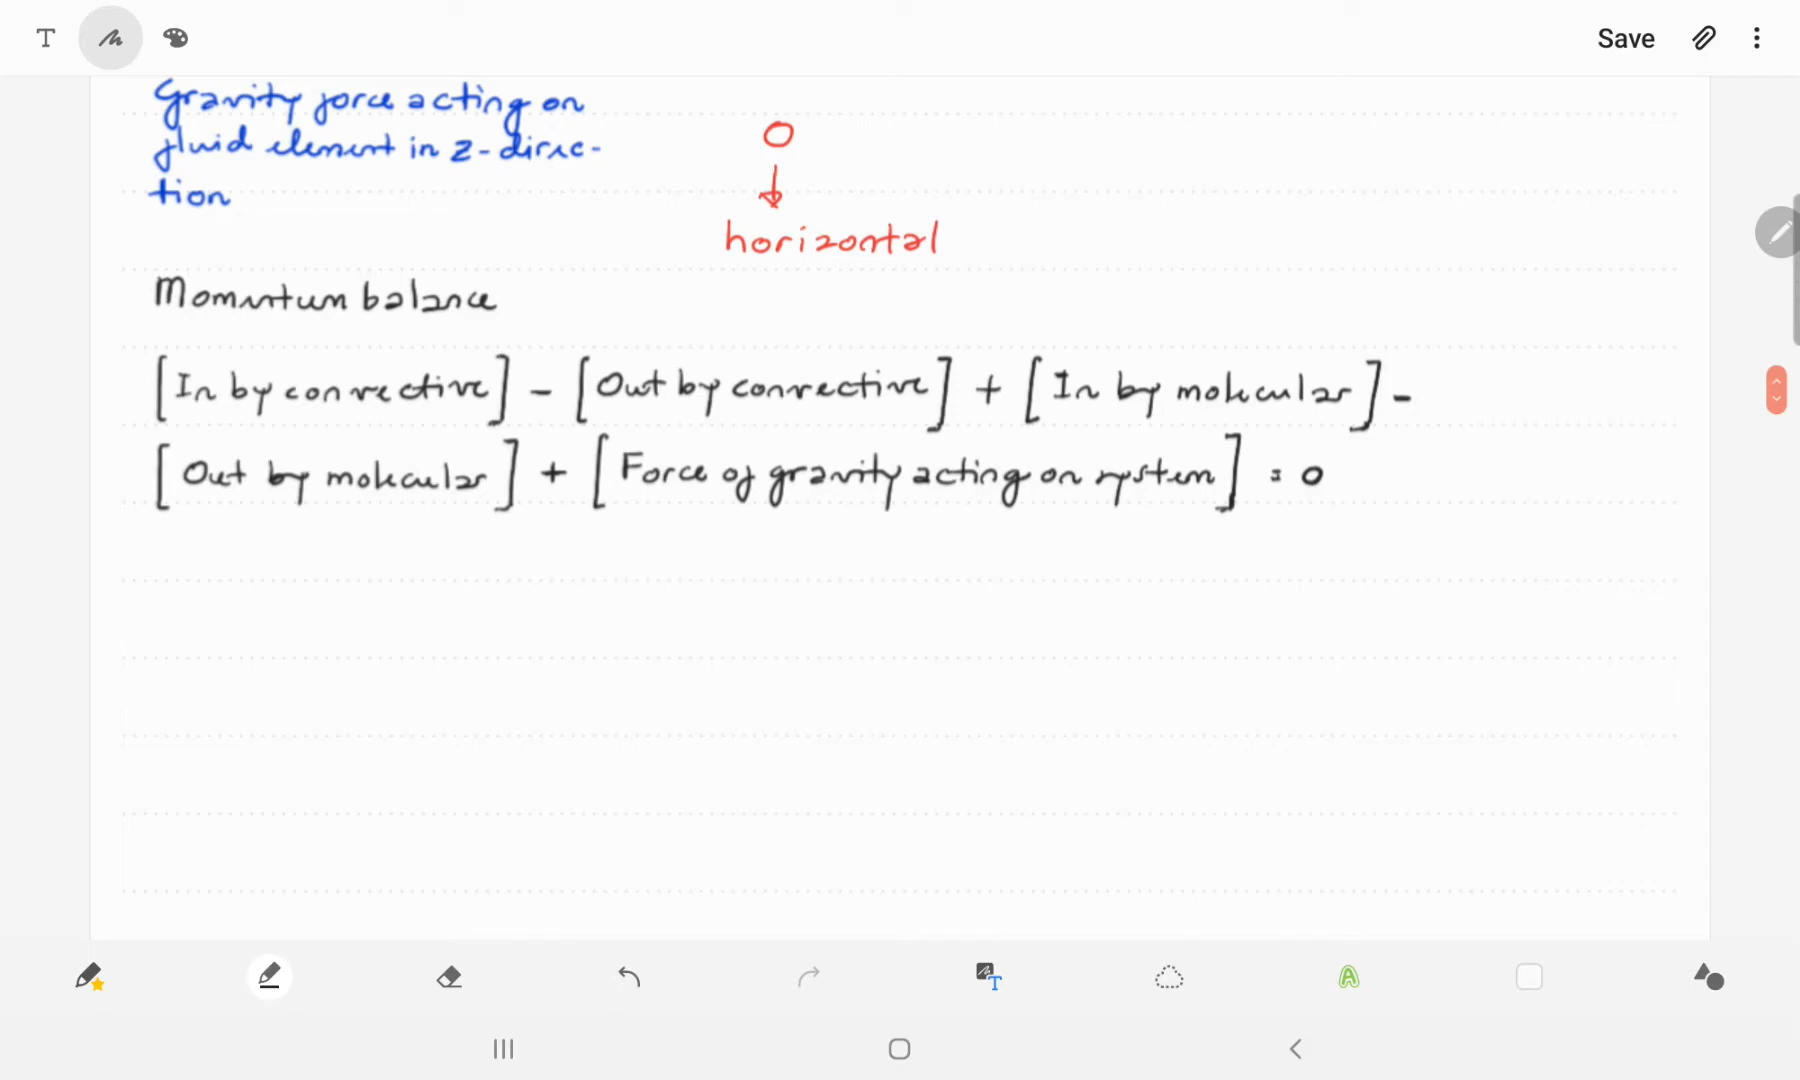 T
Save
Gravity force acting on
fluid element in z-direc-
tion
0
↓
horizontal
Momentum balance
[In by convective] - [Out by convective] + [In by molecular] -
[Out by molecular] + [Force of gravity acting on system] = 0
T
A